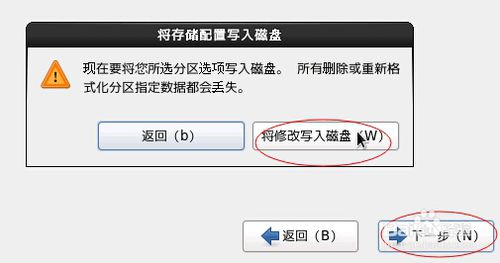 将存储配置写入磁盘
现在要将您所选分区选项写入磁盘。 所有删除或重新格
式化分区指定数据都会丢失。
返回（b）
将修改写入磁盘（W）
返回（B）
下一步（N）